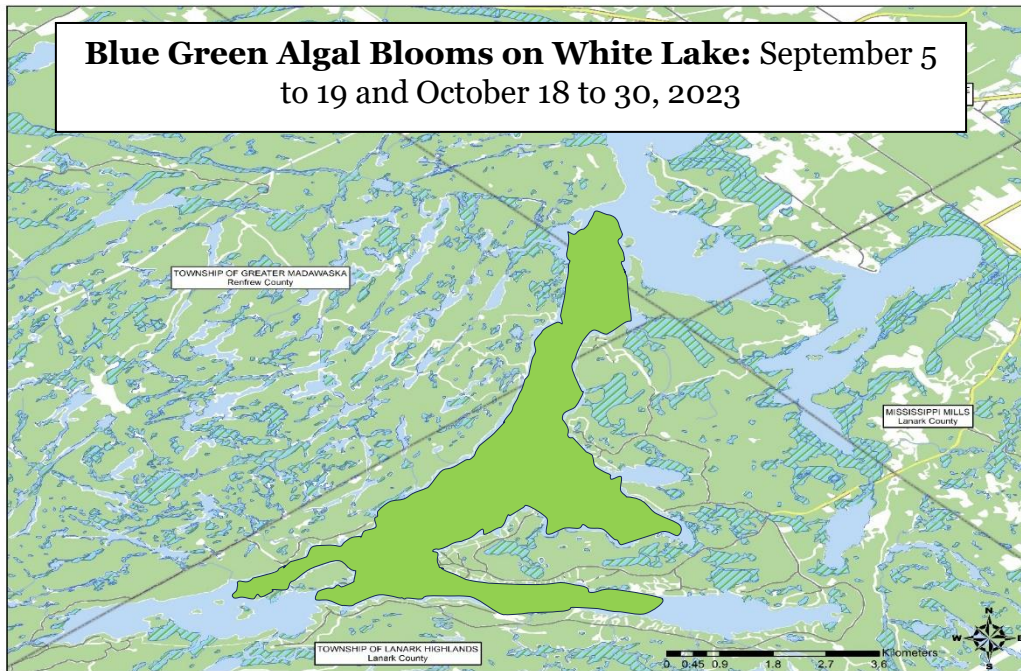 Blue Green Algal Blooms on White Lake: September 5
to 19 and October 18 to 30, 2023
TOWNSHIP OF GREATER MADAWASKA
Renfrew County
MISSISSIPPI MILLS
Lanark County
TOWNSHIP OF LANARK HIGHLANDS
Lanark County
N
W E
S
Kilometers
0 0.45 0.9 1.8 2.7 3.6